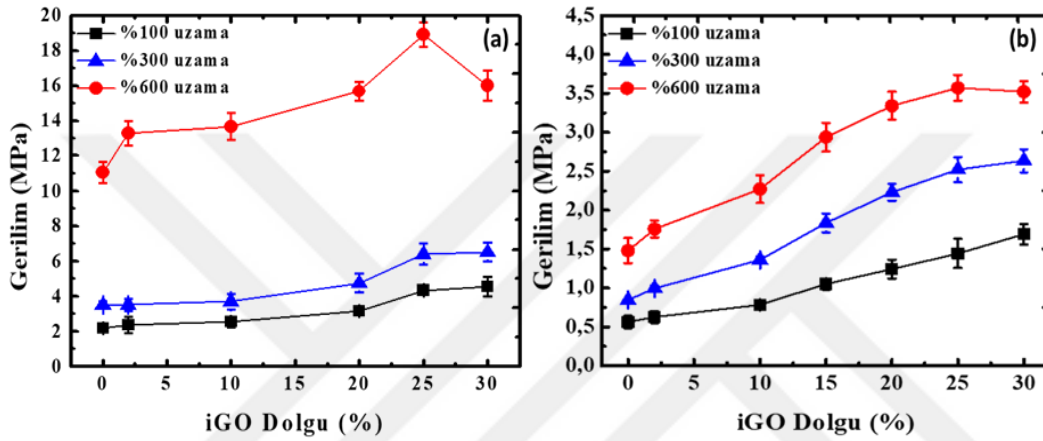 (a)
%100 uzama
%300 uzama
%600 uzama
Gerilim (MPa)
20
18
16
14
12
10
8
6
4
2
0
0 5 10 15 20 25 30
iGO Dolgu (%)
(b)
%100 uzama
%300 uzama
%600 uzama
Gerilim (MPa)
4,5
4,0
3,5
3,0
2,5
2,0
1,5
1,0
0,5
0,0
0 5 10 15 20 25 30
iGO Dolgu (%)